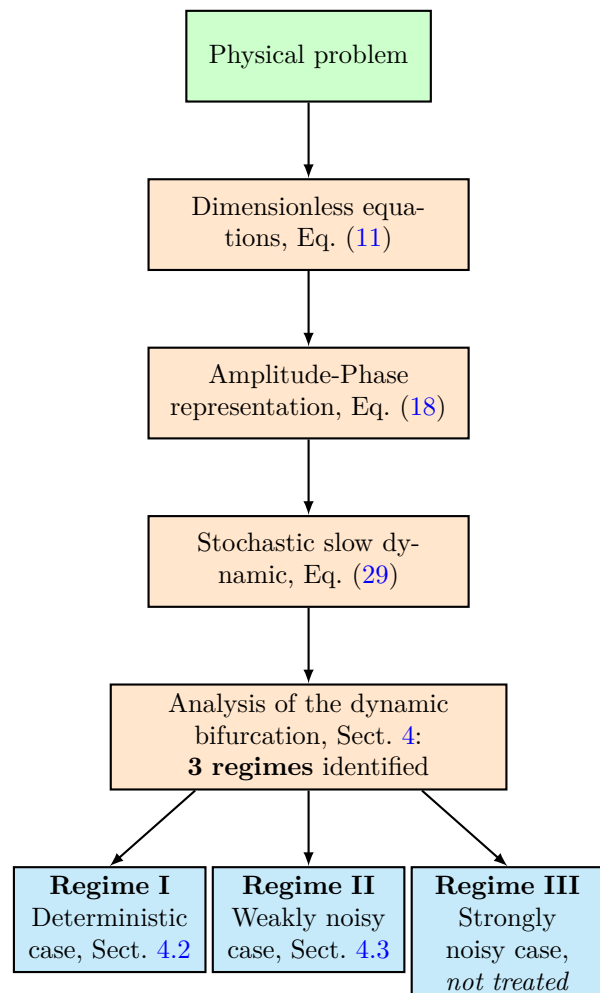 Physical problem
Dimensionless equa-
tions, Eq. (11)
Amplitude-Phase
representation, Eq. (18)
Stochastic slow dy-
namic, Eq. (29)
Analysis of the dynamic
bifurcation, Sect. 4:
3 regimes identified
Regime I
Deterministic
case, Sect. 4.2
Regime II
Weakly noisy
case, Sect. 4.3
Regime III
Strongly
noisy case,
not treated